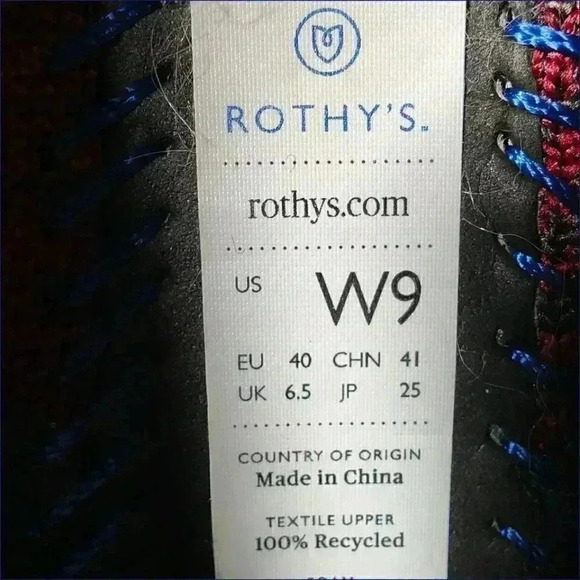 ROTHY'S
rothys.com
US W9
EU 40 CHN 41
UK 6.5 JP 25
COUNTRY OF ORIGIN
Made in China
TEXTILE UPPER
100% Recycled